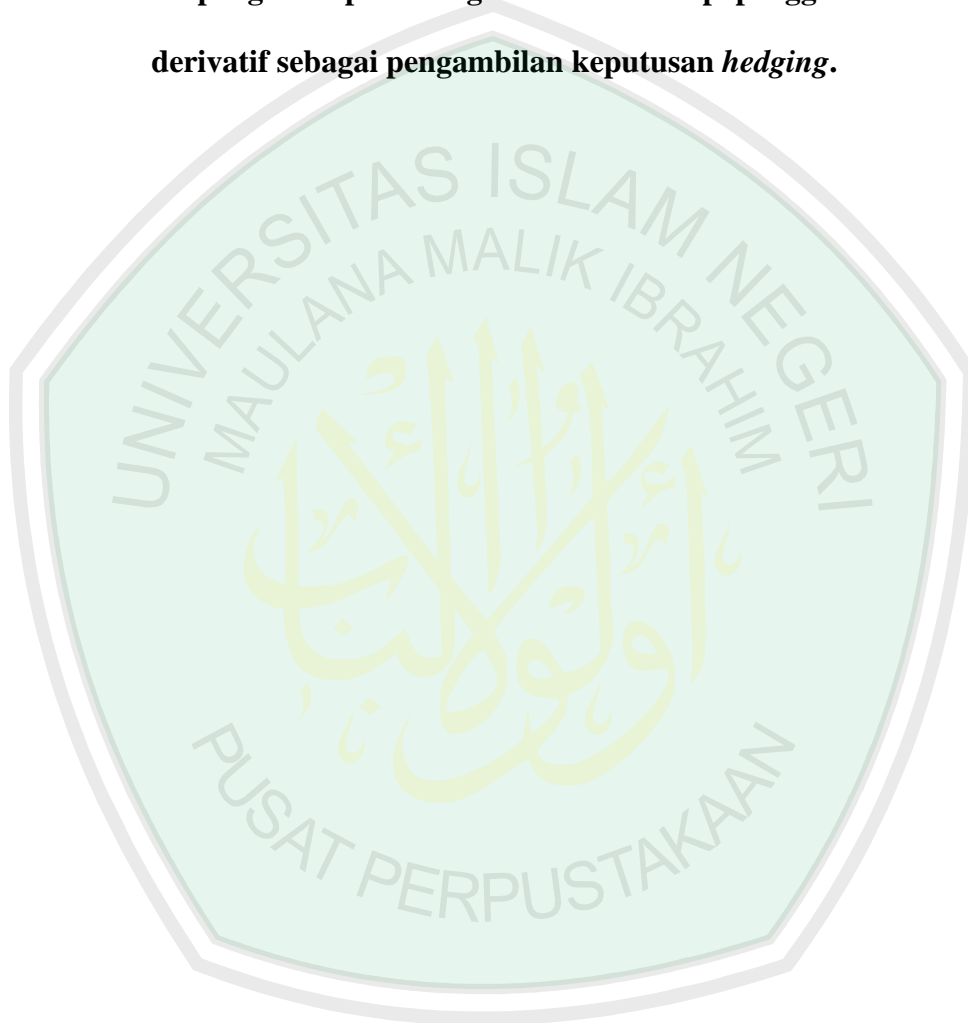 derivatif sebagai pengambilan keputusan hedging.
UNIVERSITAS ISLAM NEGERI
MAULANA MALIK IBRAHIM
PUSAT PERPUSTAKAAN